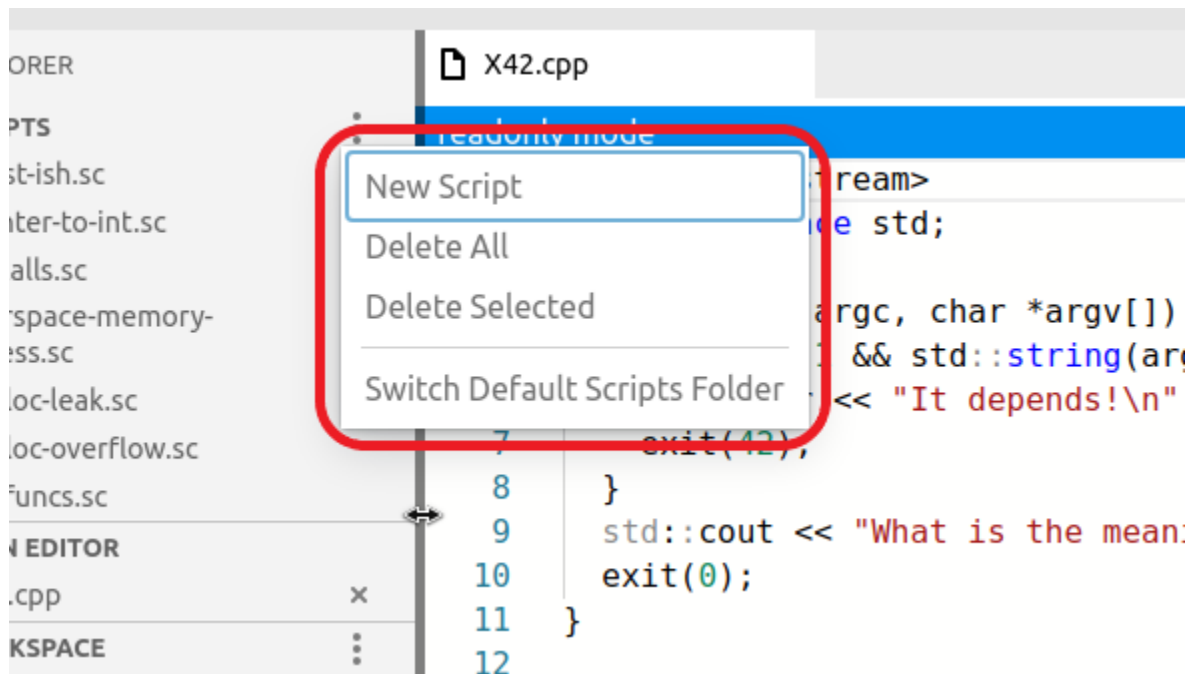 ORER
PTS
st-ish.sc
nter-to-int.sc
alls.sc
rspace-memory-
ess.sc
loc-leak.sc
loc-overflow.sc
funcs.sc
N EDITOR
.cpp
KSPACE
X42.cpp
readonly mode
New Script
Delete All
Delete Selected
Switch Default Scripts Folder
stream>
ce std;
argc, char *argv[])
&& std::string(arg
<< "It depends!\n"
7 exit(42);
8 }
9 std::cout << "What is the meani
10 exit(0);
11 }
12